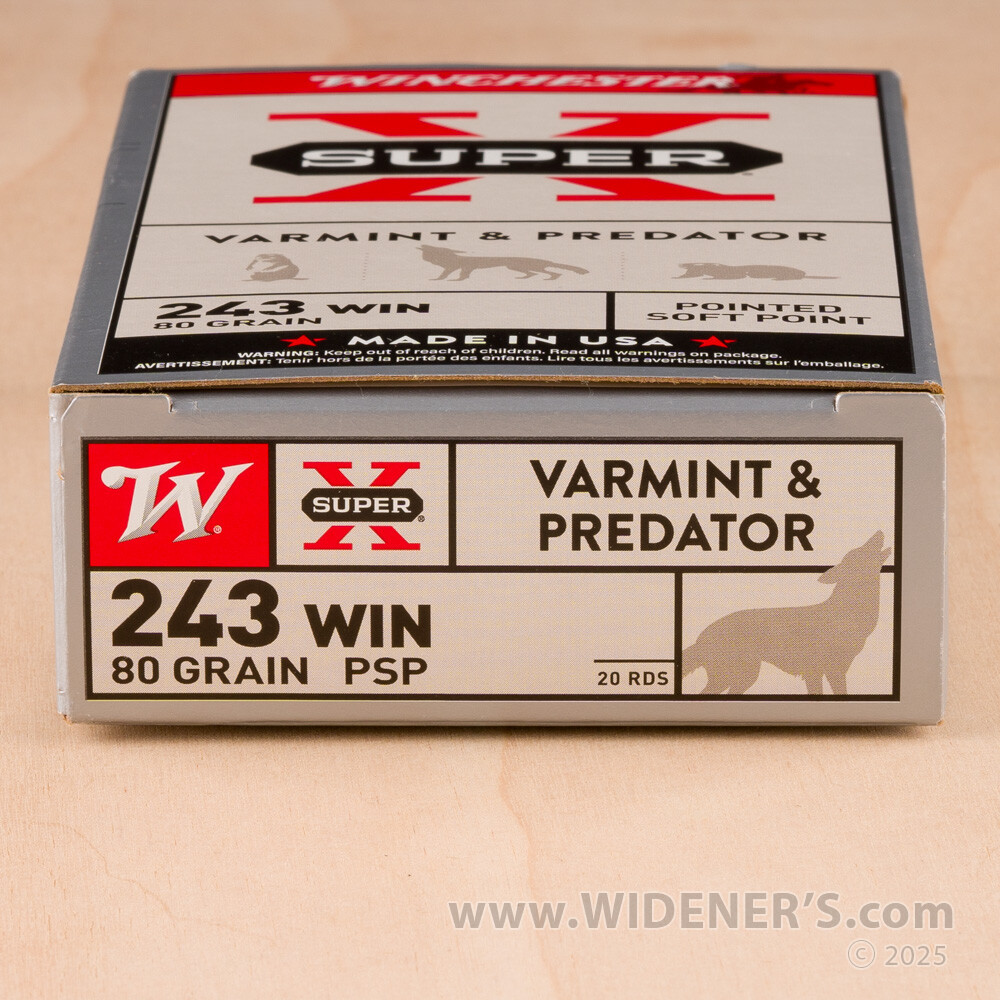 WINCHESTER
X
SUPER
VARMINT & PREDATOR
243 WIN
80 GRAIN
POINTED
SOFT POINT
★ MADE IN USA ★
WARNING: Keep out of reach of children. Read all warnings on package.
AVERTISSEMENT: Tenir hors de la portée des enfants. Lire tous les avertissements sur l'emballage.
W®
X
SUPER®
VARMINT &
PREDATOR
243 WIN
80 GRAIN PSP
20 RDS
www.WIDENER'S.com
© 2025